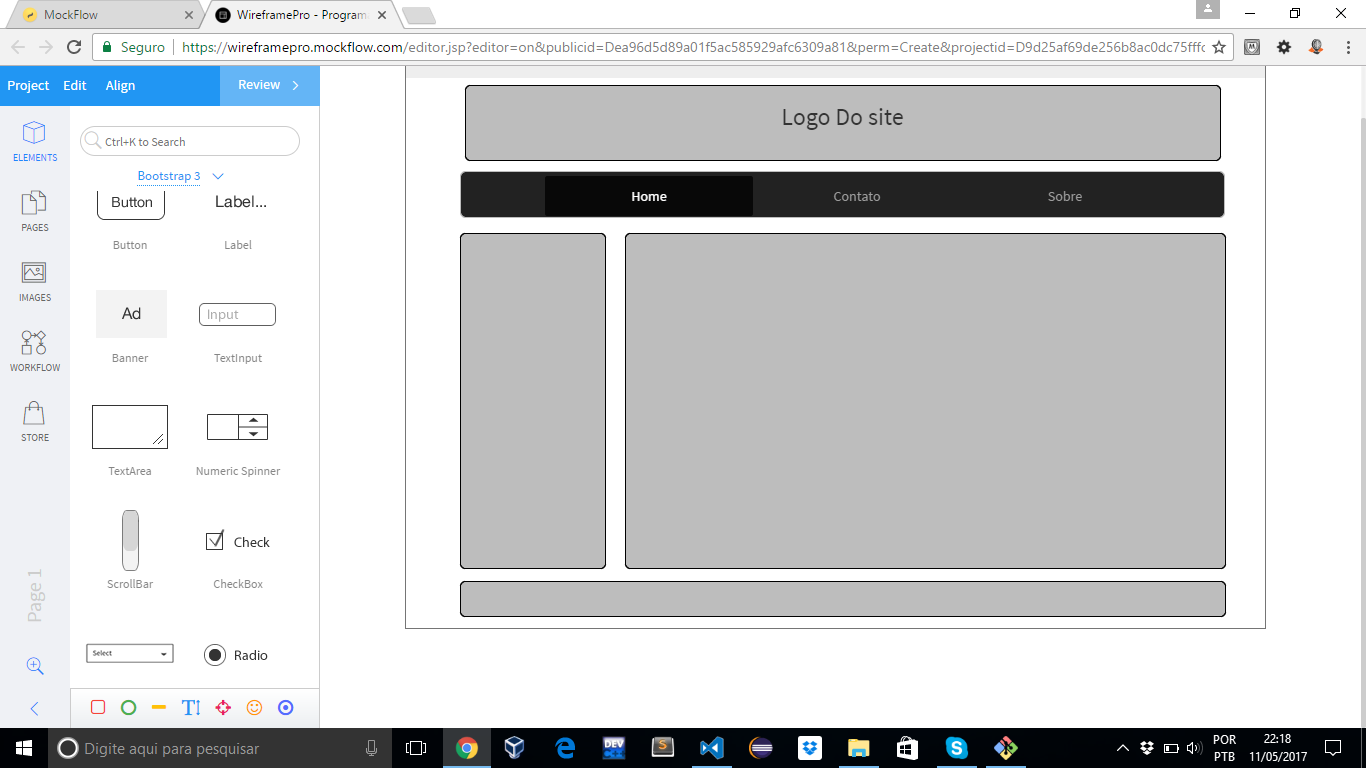 MockFlow
WireframePro - Program
Seguro
https://wireframepro.mockflow.com/editor.jsp?editor=on&publicid=Dea96d5d89a01f5ac585929afc6309a81&perm=Create&projectid=D9d25af69de256b8ac0dc75fffc
Project Edit Align Review
Ctrl+K to Search
Bootstrap 3
ELEMENTS
PAGES
IMAGES
WORKFLOW
STORE
Page 1
Button Label...
Button Label
Ad Input
Banner TextInput
TextArea Numeric Spinner
Check
ScrollBar CheckBox
Select Radio
T
Logo Do site
Home Contato Sobre
Digite aqui para pesquisar
DEV
S
POR
PTB
22:18
11/05/2017